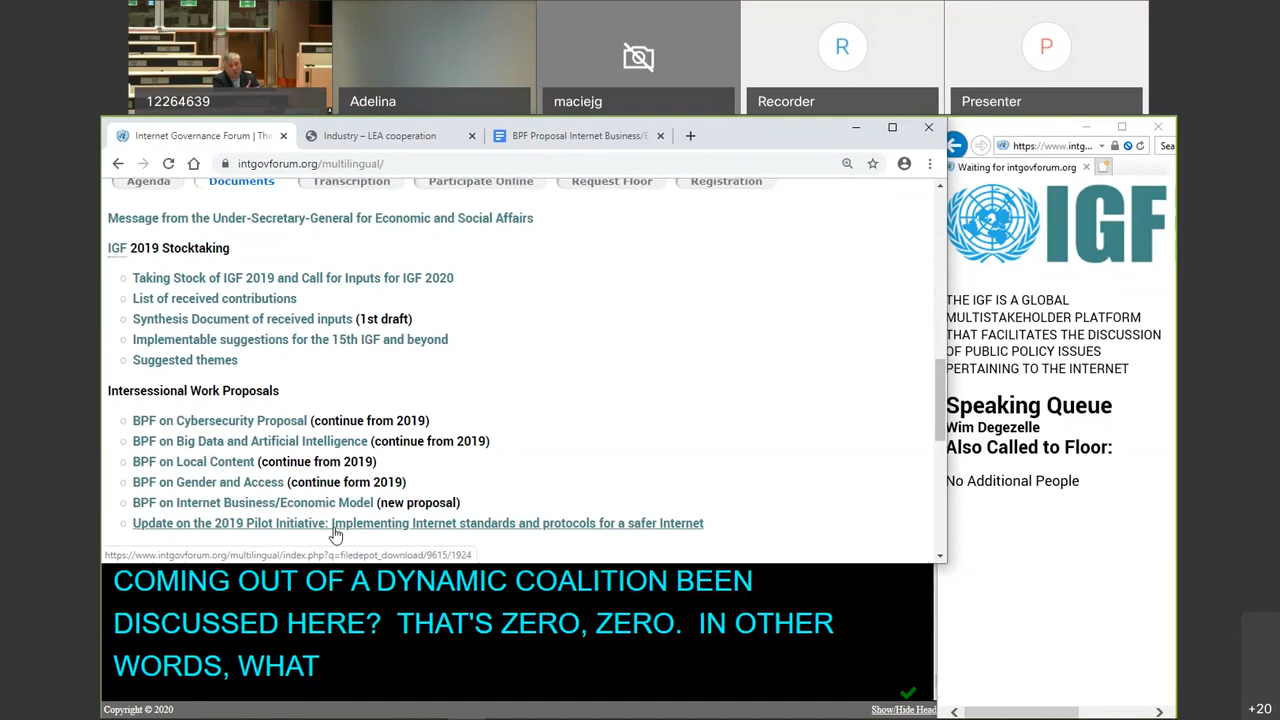 R
P
12264639
Adelina
maciejg
Recorder
Presenter
Internet Governance Forum | The
Industry – LEA cooperation
BPF Proposal Internet Business/E
intgovforum.org/multilingual/
https://www.intg...
Sea
Waiting for intgovforum.org
Agenda
Documents
Transcription
Participate Online
Request Floor
Registration
Message from the Under-Secretary-General for Economic and Social Affairs
IGF 2019 Stocktaking
Taking Stock of IGF 2019 and Call for Inputs for IGF 2020
List of received contributions
Synthesis Document of received inputs (1st draft)
Implementable suggestions for the 15th IGF and beyond
Suggested themes
Intersessional Work Proposals
BPF on Cybersecurity Proposal (continue from 2019)
BPF on Big Data and Artificial Intelligence (continue from 2019)
BPF on Local Content (continue from 2019)
BPF on Gender and Access (continue form 2019)
BPF on Internet Business/Economic Model (new proposal)
Update on the 2019 Pilot Initiative: Implementing Internet standards and protocols for a safer Internet
https://www.intgovforum.org/multilingual/index.php?q=filedepot_download/9615/1924
IGF
THE IGF IS A GLOBAL
MULTISTAKEHOLDER PLATFORM
THAT FACILITATES THE DISCUSSION
OF PUBLIC POLICY ISSUES
PERTAINING TO THE INTERNET
Speaking Queue
Wim Degezelle
Also Called to Floor:
No Additional People
COMING OUT OF A DYNAMIC COALITION BEEN
DISCUSSED HERE? THAT'S ZERO, ZERO. IN OTHER
WORDS, WHAT
Copyright © 2020
Show/Hide Head
+20